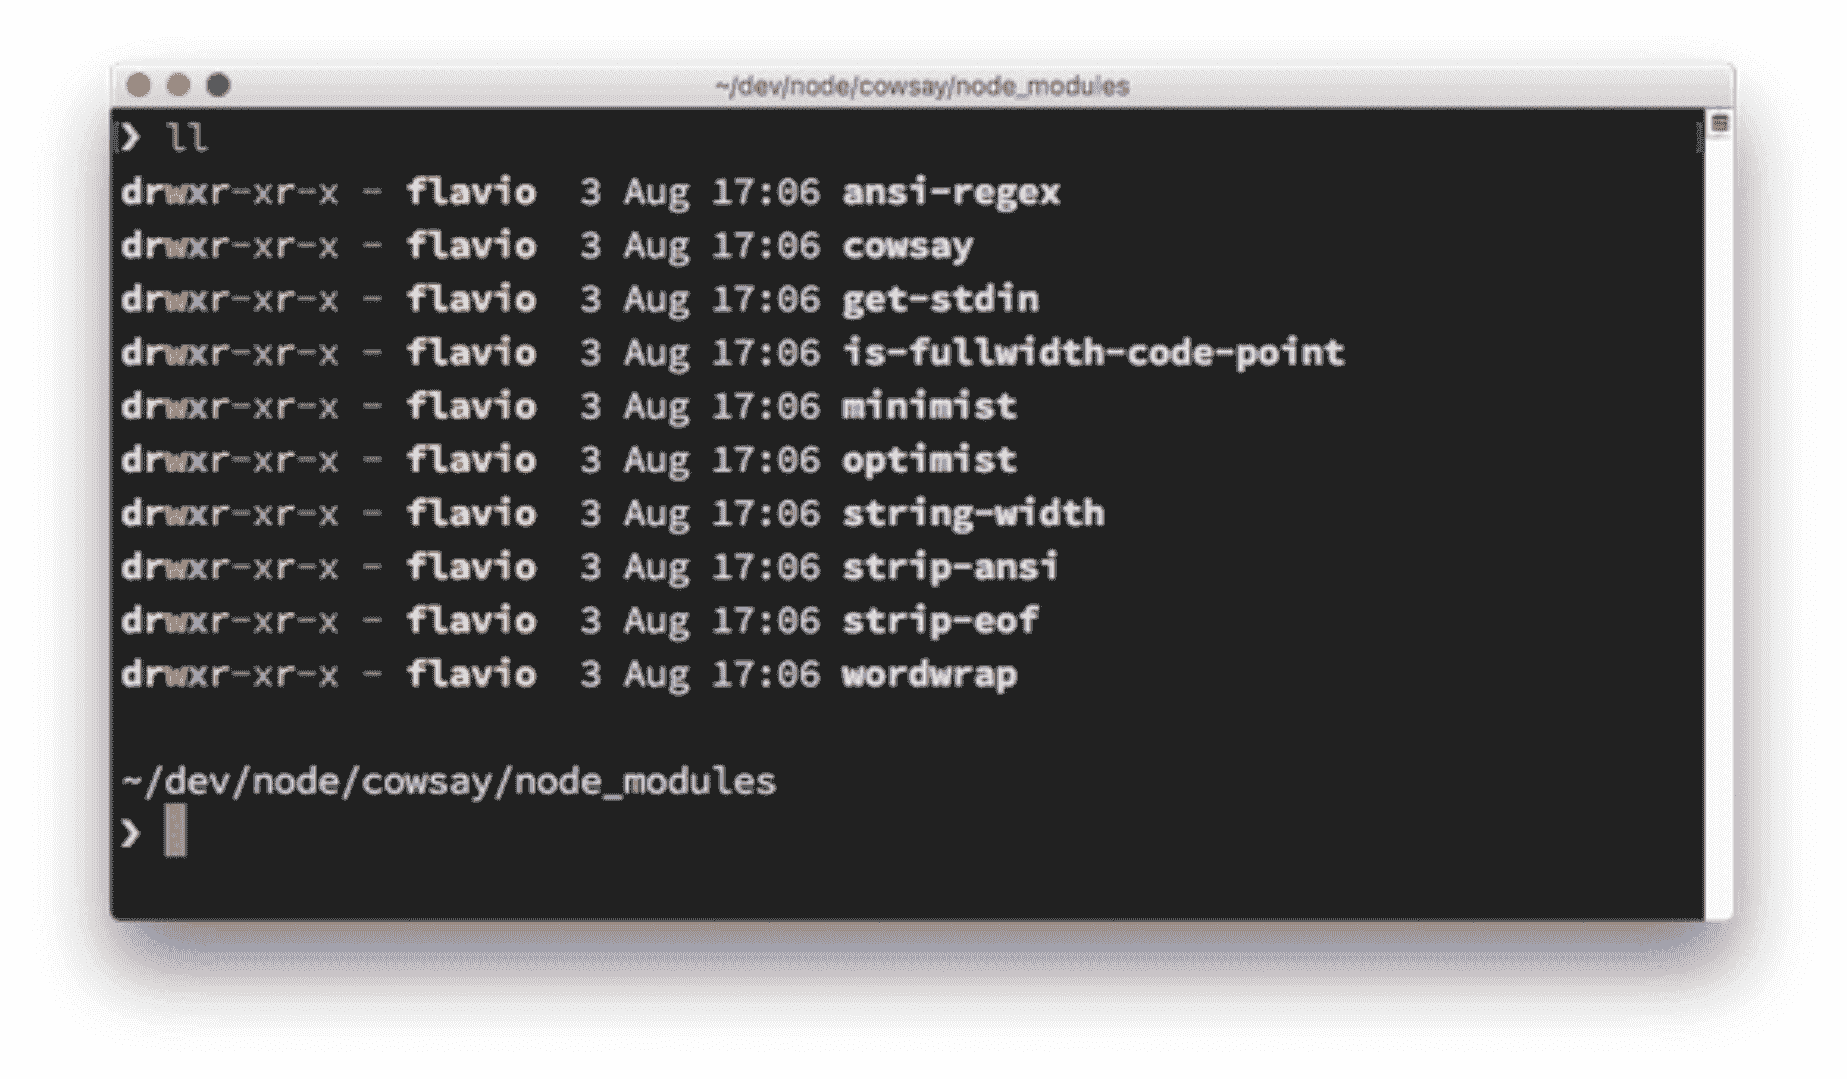 ~/dev/node/cowsay/node_modules
❯ ll
drwxr-xr-x - flavio 3 Aug 17:06 ansi-regex
drwxr-xr-x - flavio 3 Aug 17:06 cowsay
drwxr-xr-x - flavio 3 Aug 17:06 get-stdin
drwxr-xr-x - flavio 3 Aug 17:06 is-fullwidth-code-point
drwxr-xr-x - flavio 3 Aug 17:06 minimist
drwxr-xr-x - flavio 3 Aug 17:06 optimist
drwxr-xr-x - flavio 3 Aug 17:06 string-width
drwxr-xr-x - flavio 3 Aug 17:06 strip-ansi
drwxr-xr-x - flavio 3 Aug 17:06 strip-eof
drwxr-xr-x - flavio 3 Aug 17:06 wordwrap
~/dev/node/cowsay/node_modules
❯